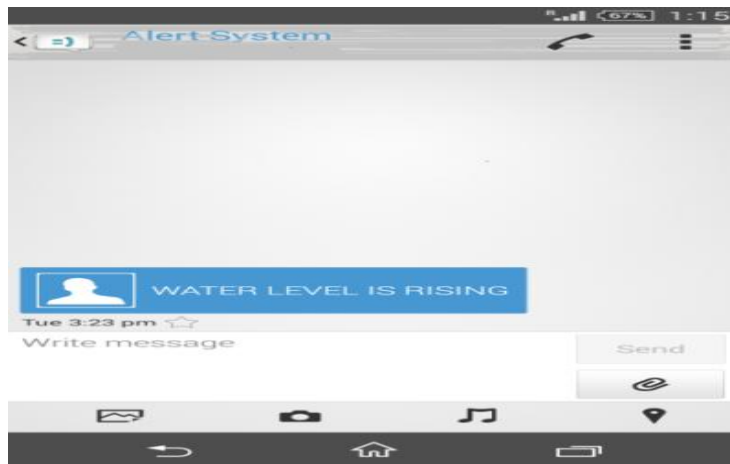 67% 1:15
=) Alert System
WATER LEVEL IS RISING
Tue 3:23 pm
Write message
Send